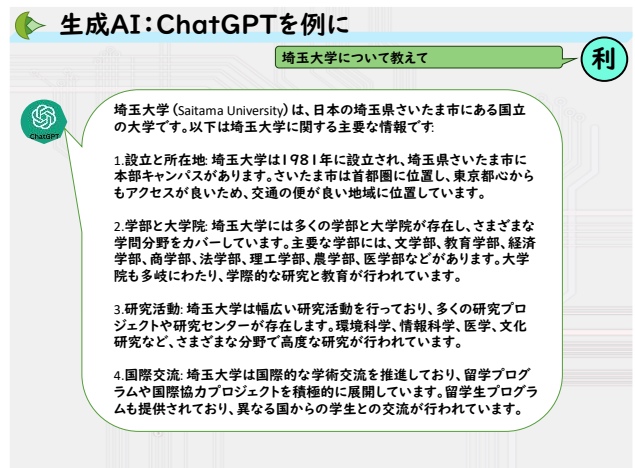 生成AI:ChatGPTを例に
埼玉大学について教えて
利
ChatGPT
埼玉大学(Saitama University)は、日本の埼玉県さいたま市にある国立
の大学です。以下は埼玉大学に関する主要な情報です:
1.設立と所在地: 埼玉大学は1981年に設立され、埼玉県さいたま市に
本部キャンパスがあります。さいたま市は首都圏に位置し、東京都心から
もアクセスが良いため、交通の便が良い地域に位置しています。
2.学部と大学院: 埼玉大学には多くの学部と大学院が存在し、さまざまな
学問分野をカバーしています。主要な学部には、文学部、教育学部、経済
学部、商学部、法学部、理工学部、農学部、医学部などがあります。大学
院も多岐にわたり、学際的な研究と教育が行われています。
3.研究活動: 埼玉大学は幅広い研究活動を行っており、多くの研究プロ
ジェクトや研究センターが存在します。環境科学、情報科学、医学、文化
研究など、さまざまな分野で高度な研究が行われています。
4.国際交流: 埼玉大学は国際的な学術交流を推進しており、留学プログ
ラムや国際協力プロジェクトを積極的に展開しています。留学生プログラ
ムも提供されており、異なる国からの学生との交流が行われています。